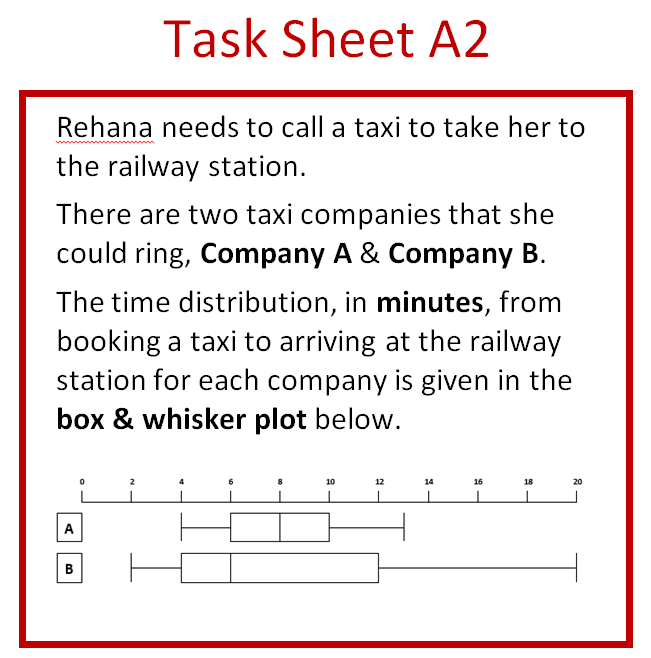 Task Sheet A2
Rehana needs to call a taxi to take her to
the railway station.
There are two taxi companies that she
could ring, Company A & Company B.
The time distribution, in minutes, from
booking a taxi to arriving at the railway
station for each company is given in the
box & whisker plot below.
0 2 4 6 8 10 12 14 16 18 20
A
B